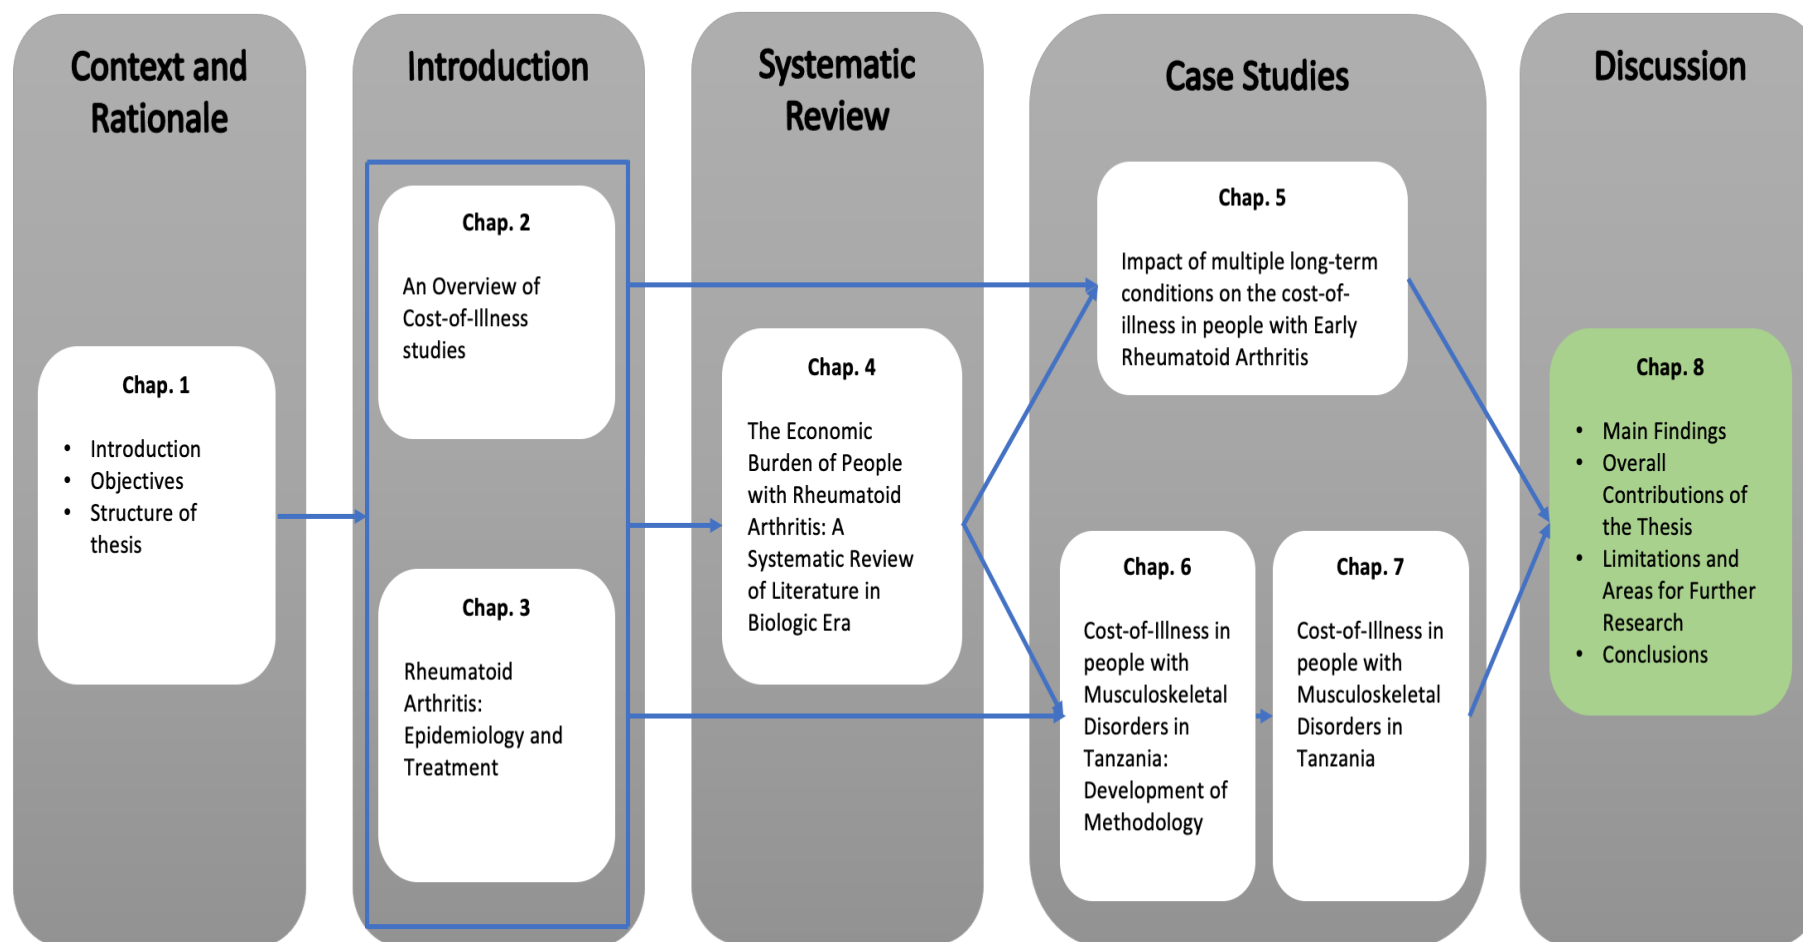 Context and
Rationale
Chap. 1
• Introduction
• Objectives
• Structure of
thesis
Introduction
Chap. 2
An Overview of
Cost-of-Illness
studies
Chap. 3
Rheumatoid
Arthritis:
Epidemiology and
Treatment
Systematic
Review
Chap. 4
The Economic
Burden of People
with Rheumatoid
Arthritis: A
Systematic Review
of Literature in
Biologic Era
Case Studies
Chap. 5
Impact of multiple long-term
conditions on the cost-of-
illness in people with Early
Rheumatoid Arthritis
Chap. 6
Cost-of-Illness in
people with
Musculoskeletal
Disorders in
Tanzania:
Development of
Methodology
Chap. 7
Cost-of-Illness in
people with
Musculoskeletal
Disorders in
Tanzania
Discussion
Chap. 8
• Main Findings
• Overall
Contributions of
the Thesis
• Limitations and
Areas for Further
Research
• Conclusions